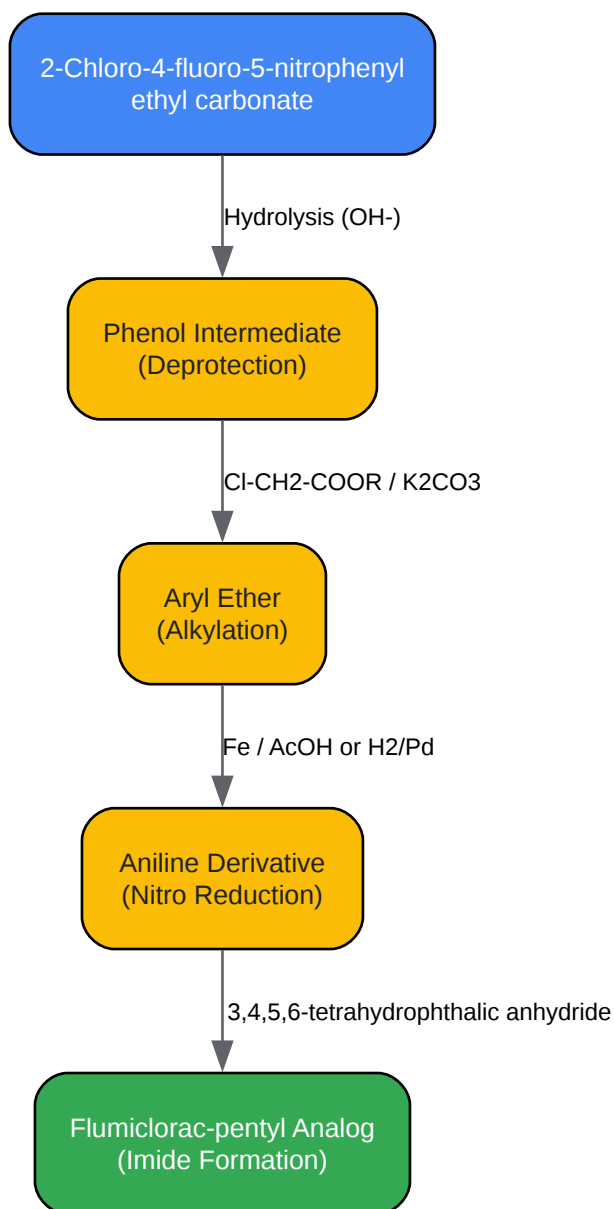 2-Chloro-4-fluoro-5-nitrophenyl
ethyl carbonate
Hydrolysis (OH-)
Phenol Intermediate
(Deprotection)
Cl-CH2-COOR / K2CO3
Aryl Ether
(Alkylation)
Fe / AcOH or H2/Pd
Aniline Derivative
(Nitro Reduction)
3,4,5,6-tetrahydrophthalic anhydride
Flumiclorac-pentyl Analog
(Imide Formation)